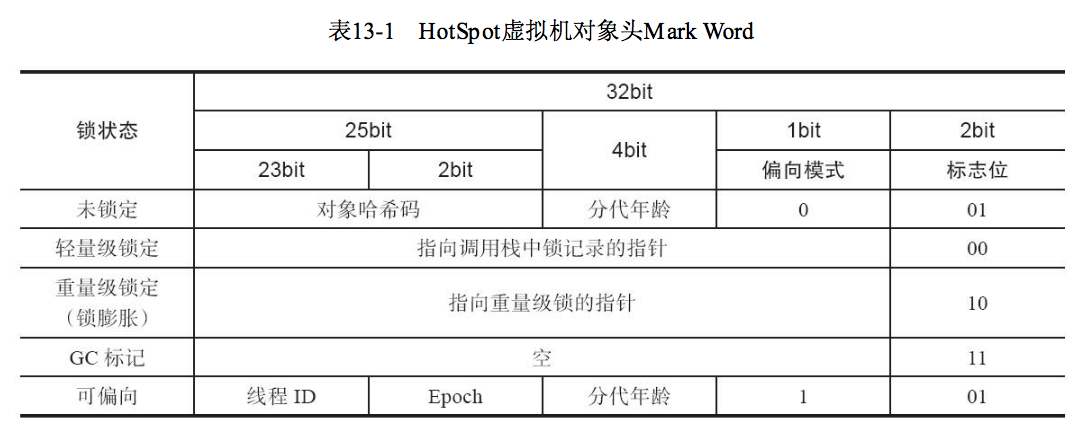 表13-1 HotSpot虚拟机对象头Mark Word
锁状态 32bit
25bit 4bit 1bit 2bit
23bit 2bit 偏向模式 标志位
未锁定 对象哈希码 分代年龄 0 01
轻量级锁定 指向调用栈中锁记录的指针 00
重量级锁定
（锁膨胀） 指向重量级锁的指针 10
GC 标记 空 11
可偏向 线程 ID Epoch 分代年龄 1 01